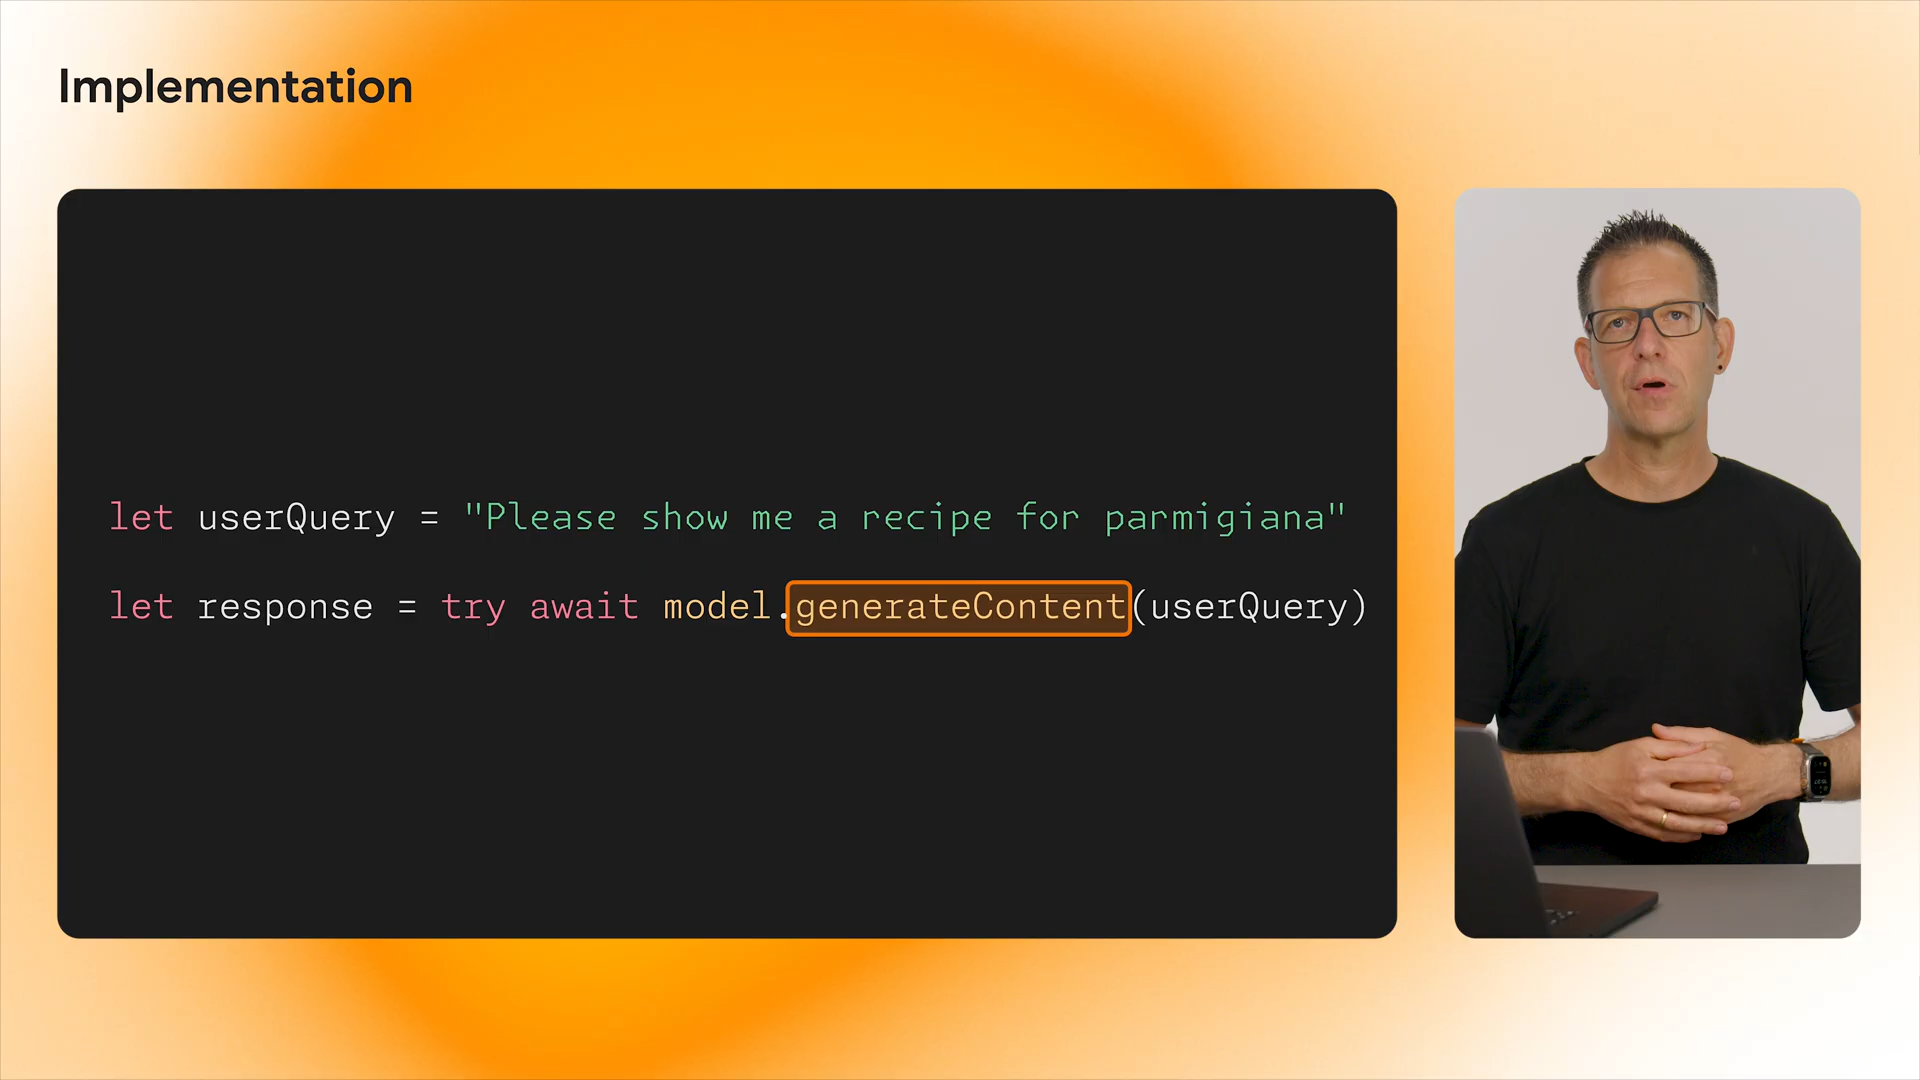 Implementation
let userQuery = "Please show me a recipe for parmigiana"
let response = try await model.generateContent(userQuery)